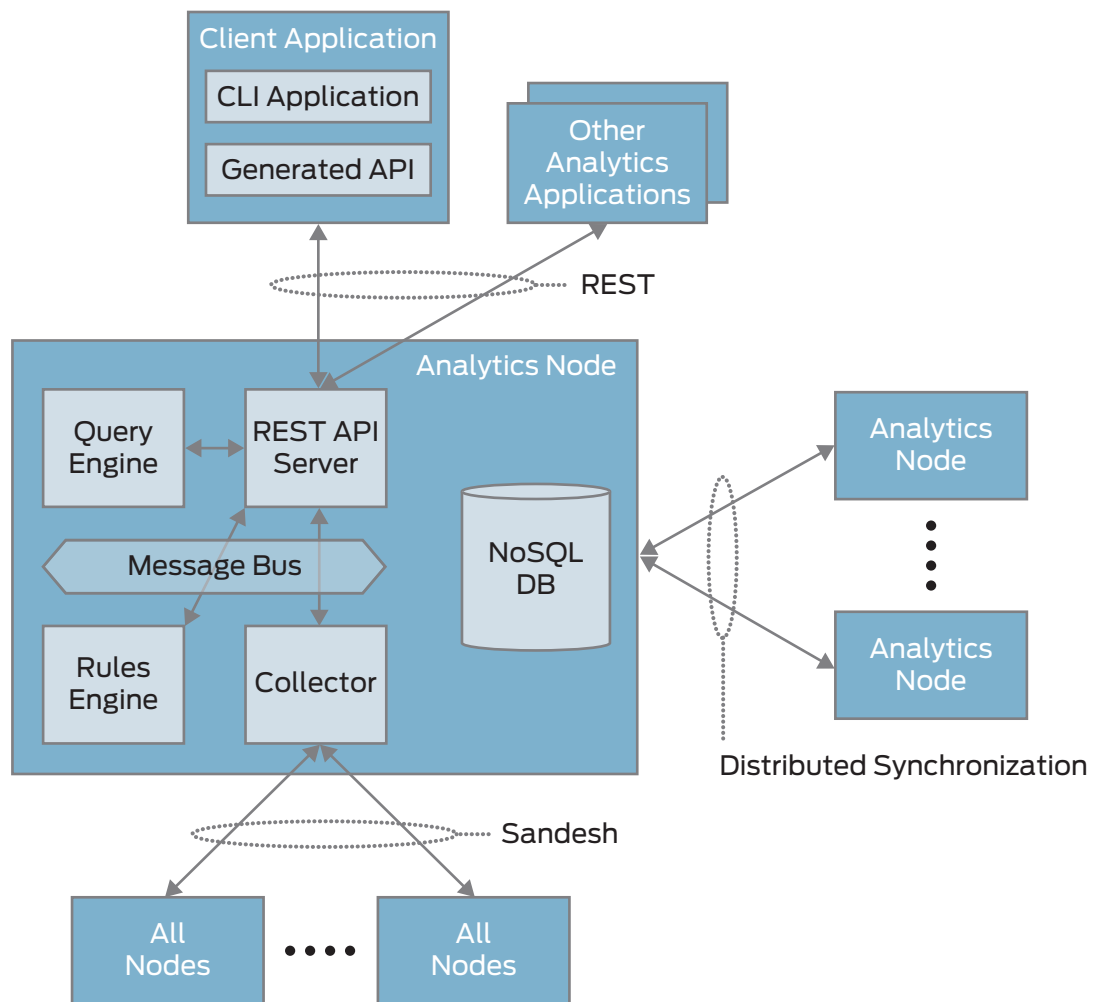 Client Application
CLI Application
Generated API
Other
Analytics
Applications
REST
Analytics Node
Query
Engine
REST API
Server
Message Bus
NoSQL
DB
Rules
Engine
Collector
Analytics
Node
Analytics
Node
Distributed Synchronization
Sandesh
All
Nodes
All
Nodes